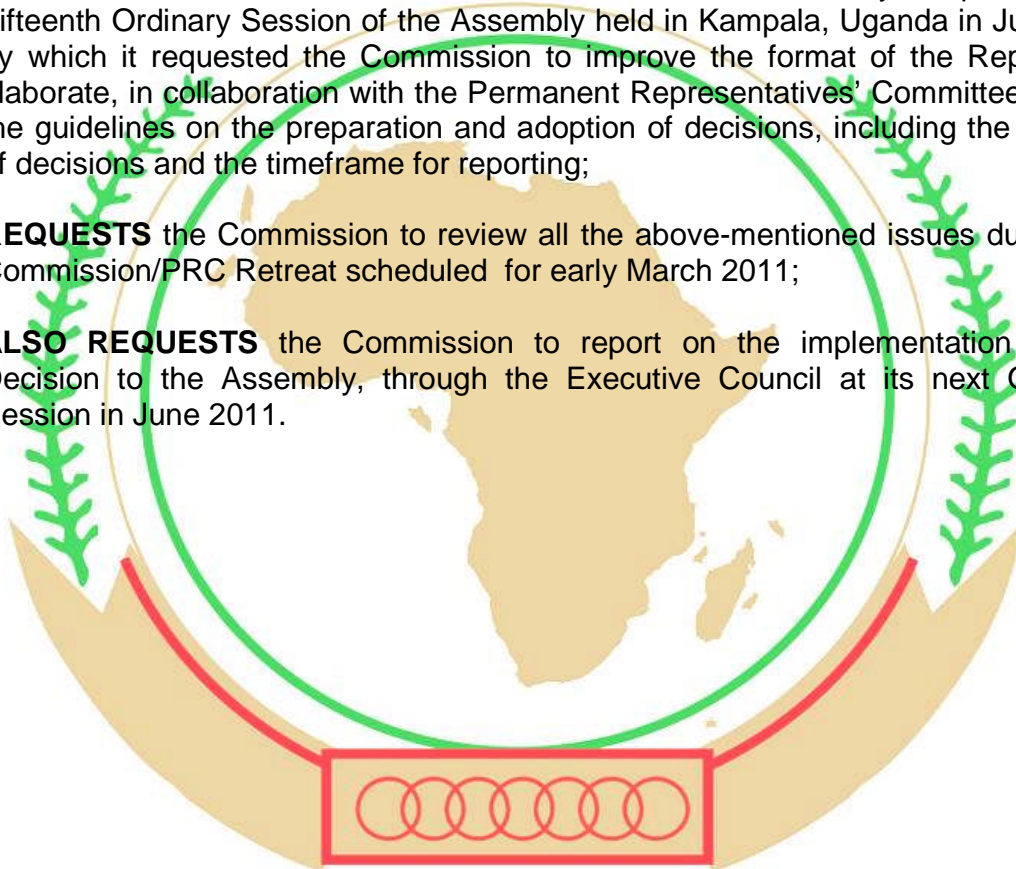 ifteenth Ordinary Session of the Assembly held in Kampala, Uganda in Ju
y which it requested the Commission to improve the format of the Rep
laborate, in collaboration with the Permanent Representatives' Committee
ne guidelines on the preparation and adoption of decisions, including the
f decisions and the timeframe for reporting;
REQUESTS the Commission to review all the above-mentioned issues du
Commission/PRC Retreat scheduled for early March 2011;
ALSO REQUESTS the Commission to report on the implementation
Decision to the Assembly, through the Executive Council at its next
ession in June 2011.